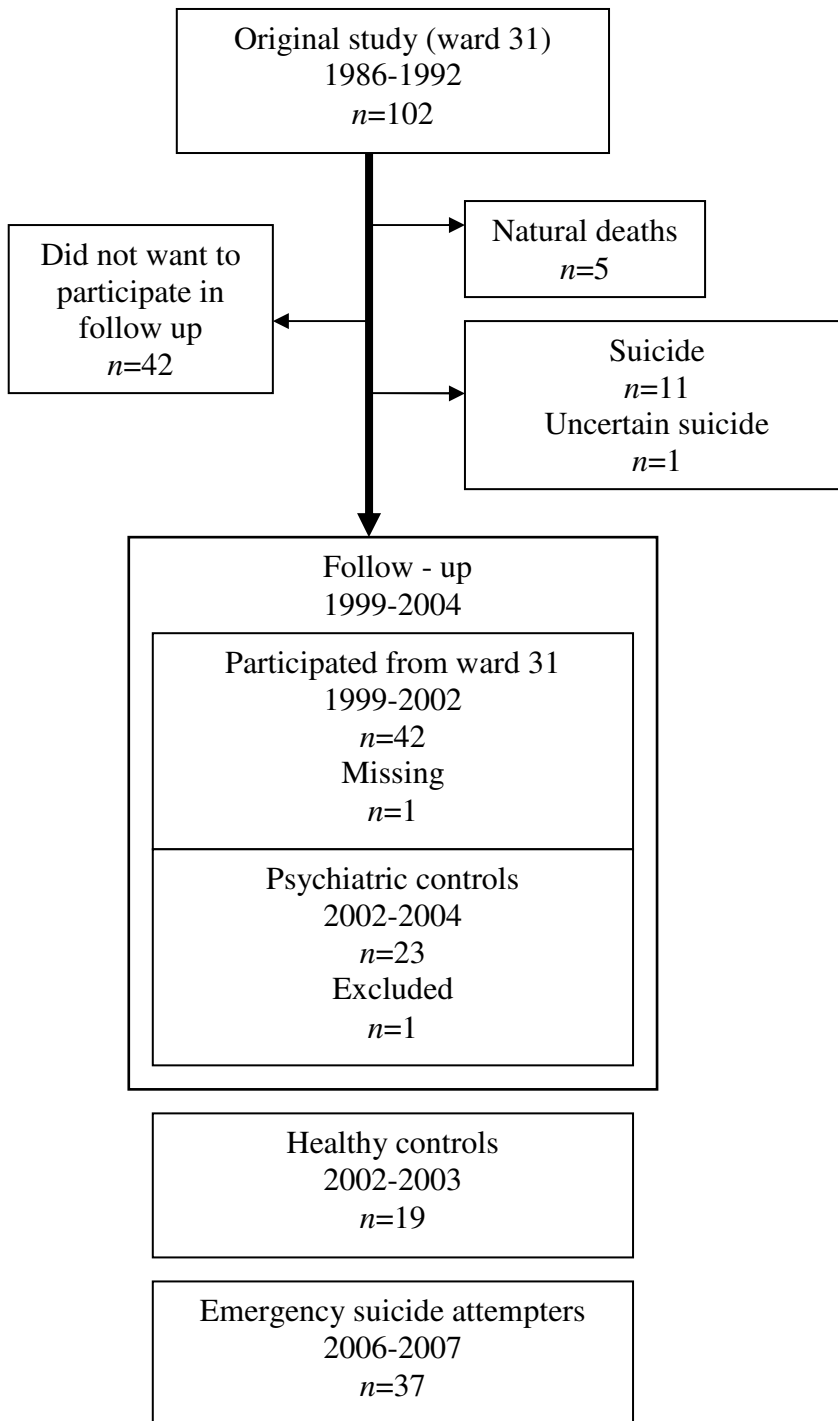 Original study (ward 31)
1986-1992
n=102
Natural deaths
n=5
Did not want to
participate in
follow up
n=42
Suicide
n=11
Uncertain suicide
n=1
Follow - up
1999-2004
Participated from ward 31
1999-2002
n=42
Missing
n=1
Psychiatric controls
2002-2004
n=23
Excluded
n=1
Healthy controls
2002-2003
n=19
Emergency suicide attempters
2006-2007
n=37